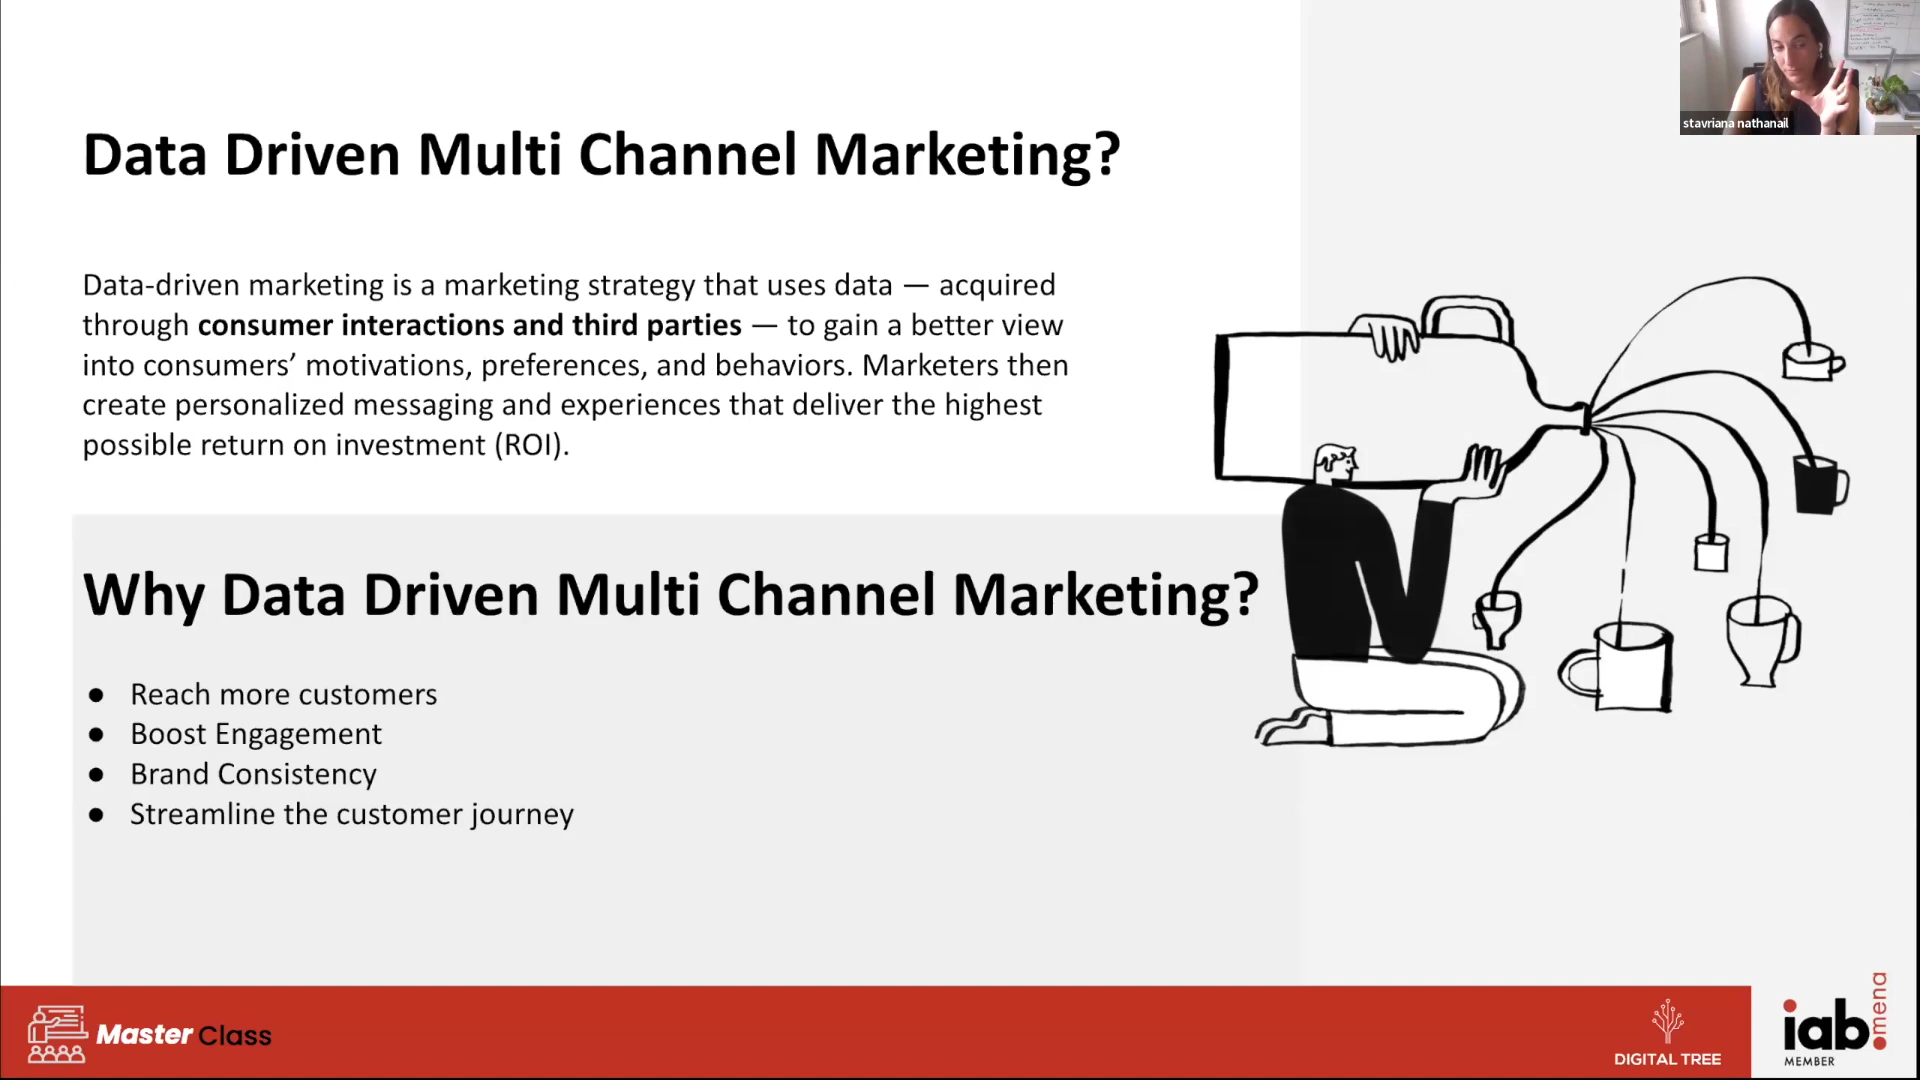 stavriana nathanail
Data Driven Multi Channel Marketing?
Data-driven marketing is a marketing strategy that uses data — acquired
through consumer interactions and third parties — to gain a better view
into consumers’ motivations, preferences, and behaviors. Marketers then
create personalized messaging and experiences that deliver the highest
possible return on investment (ROI).
Why Data Driven Multi Channel Marketing?
● Reach more customers
● Boost Engagement
● Brand Consistency
● Streamline the customer journey
Master Class
DIGITAL TREE
iab mena
MEMBER